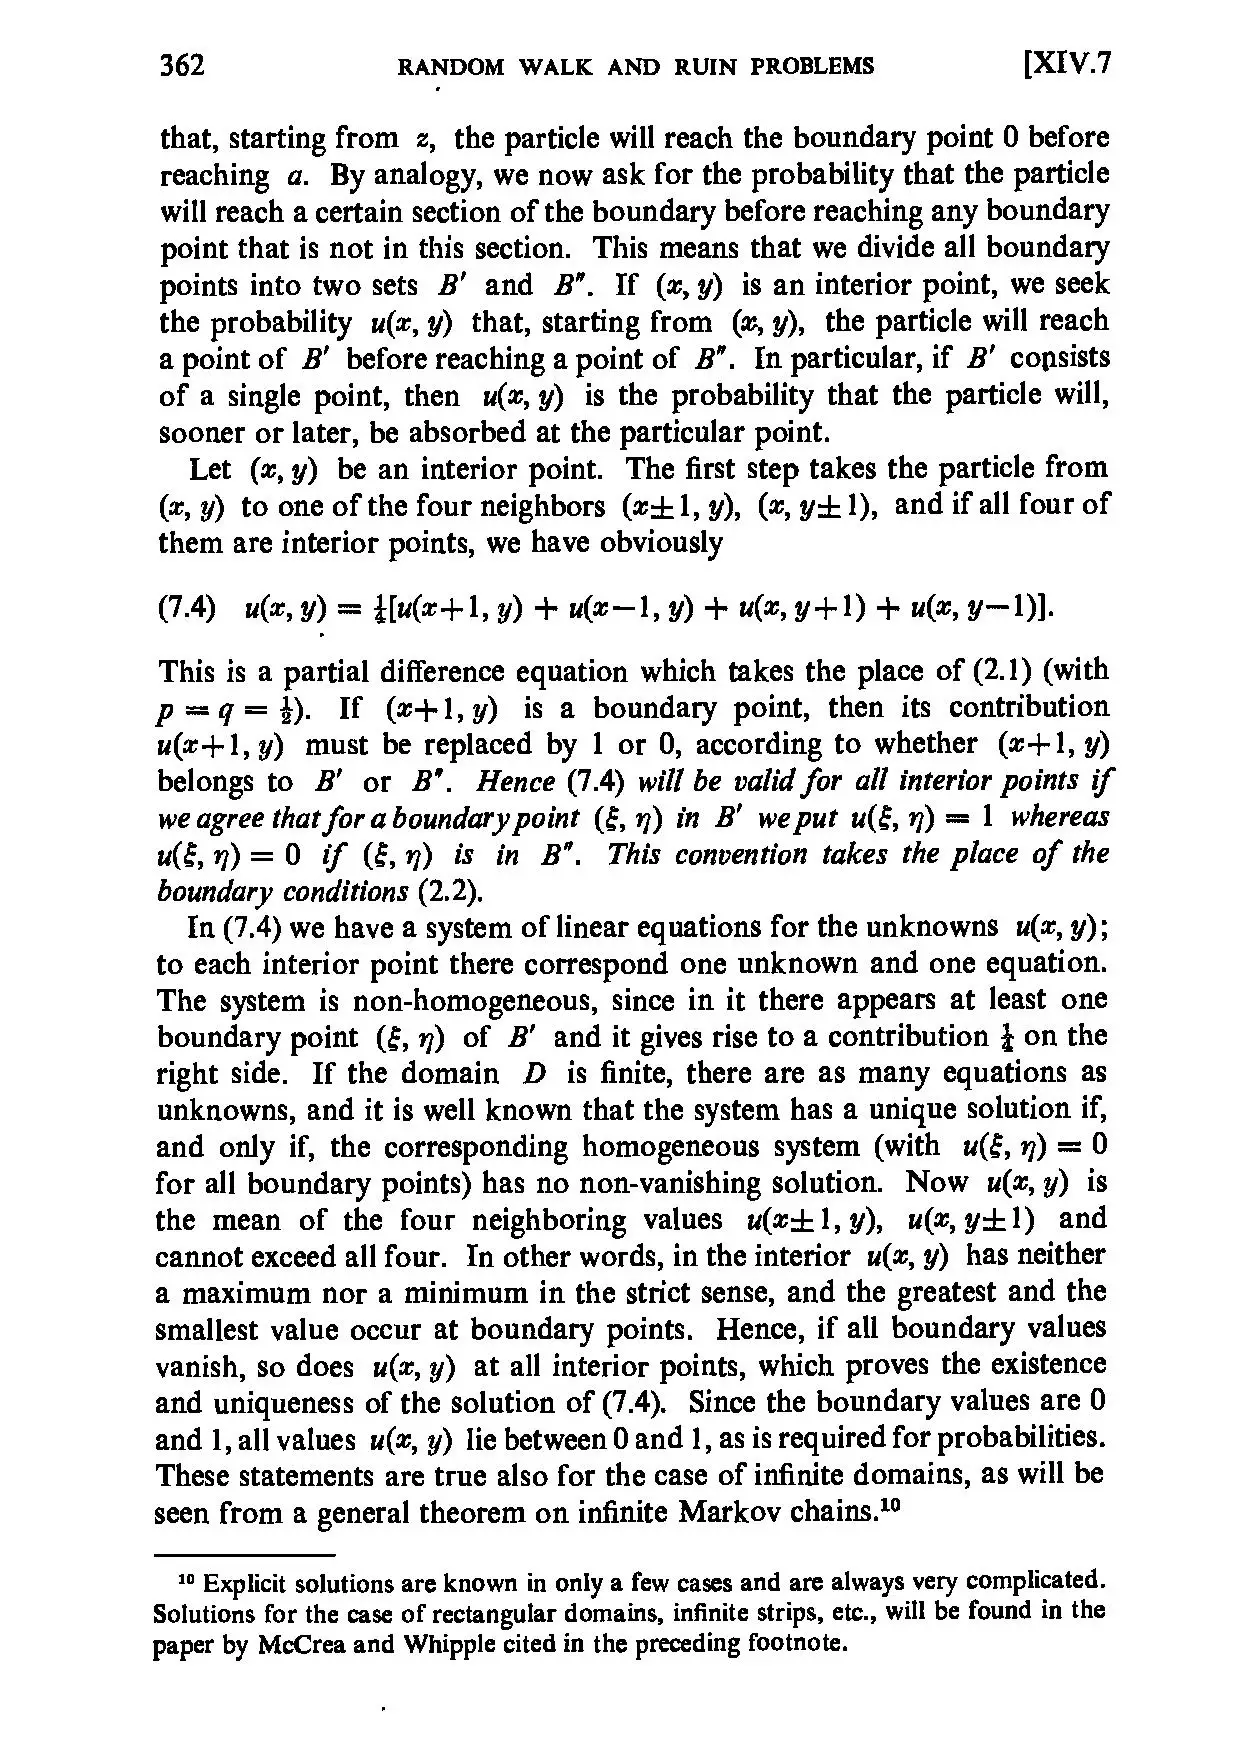 362 RANDOM WALK AND RUIN PROBLEMS [XIV.7
that, starting from z, the particle will reach the boundary point 0 before
reaching a. By analogy, we now ask for the probability that the particle
will reach a certain section of the boundary before reaching any boundary
point that is not in this section. This means that we divide all boundary
points into two sets B′ and B″. If (x, y) is an interior point, we seek
the probability u(x, y) that, starting from (x, y), the particle will reach
a point of B′ before reaching a point of B″. In particular, if B′ consists
of a single point, then u(x, y) is the probability that the particle will,
sooner or later, be absorbed at the particular point.
Let (x, y) be an interior point. The first step takes the particle from
(x, y) to one of the four neighbors (x±1, y), (x, y±1), and if all four of
them are interior points, we have obviously
(7.4) u(x, y) = ¼[u(x+1, y) + u(x−1, y) + u(x, y+1) + u(x, y−1)].
This is a partial difference equation which takes the place of (2.1) (with
p = q = ½). If (x+1, y) is a boundary point, then its contribution
u(x+1, y) must be replaced by 1 or 0, according to whether (x+1, y)
belongs to B′ or B″. Hence (7.4) will be valid for all interior points if
we agree that for a boundary point (ξ, η) in B′ we put u(ξ, η) = 1 whereas
u(ξ, η) = 0 if (ξ, η) is in B″. This convention takes the place of the
boundary conditions (2.2).
In (7.4) we have a system of linear equations for the unknowns u(x, y);
to each interior point there correspond one unknown and one equation.
The system is non-homogeneous, since in it there appears at least one
boundary point (ξ, η) of B′ and it gives rise to a contribution ¼ on the
right side. If the domain D is finite, there are as many equations as
unknowns, and it is well known that the system has a unique solution if,
and only if, the corresponding homogeneous system (with u(ξ, η) = 0
for all boundary points) has no non-vanishing solution. Now u(x, y) is
the mean of the four neighboring values u(x±1, y), u(x, y±1) and
cannot exceed all four. In other words, in the interior u(x, y) has neither
a maximum nor a minimum in the strict sense, and the greatest and the
smallest value occur at boundary points. Hence, if all boundary values
vanish, so does u(x, y) at all interior points, which proves the existence
and uniqueness of the solution of (7.4). Since the boundary values are 0
and 1, all values u(x, y) lie between 0 and 1, as is required for probabilities.
These statements are true also for the case of infinite domains, as will be
seen from a general theorem on infinite Markov chains.¹⁰
¹⁰ Explicit solutions are known in only a few cases and are always very complicated.
Solutions for the case of rectangular domains, infinite strips, etc., will be found in the
paper by McCrea and Whipple cited in the preceding footnote.